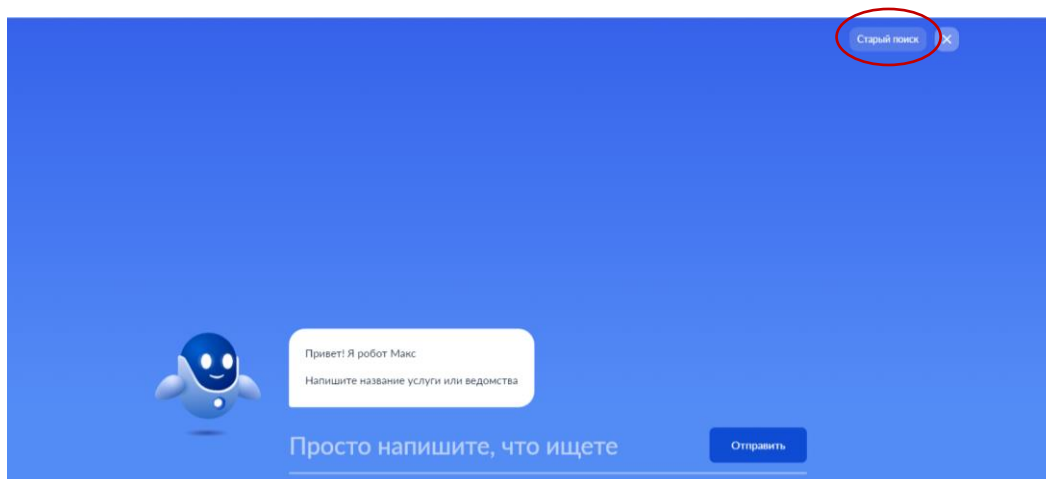 Старый поиск
Привет! Я робот Макс
Напишите название услуги или ведомства
Просто напишите, что ищете
Отправить